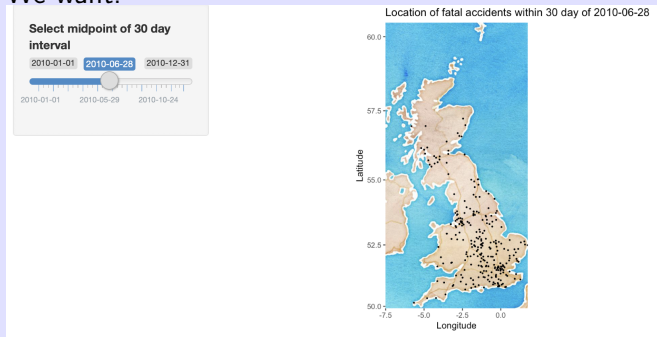 We want:
Select midpoint of 30 day
interval
2010-01-01 2010-06-28 2010-12-31
2010-01-01 2010-05-29 2010-10-24
Location of fatal accidents within 30 day of 2010-06-28
60.0
57.5
Latitude
55.0
52.5
50.0
-7.5 -5.0 -2.5 0.0
Longitude